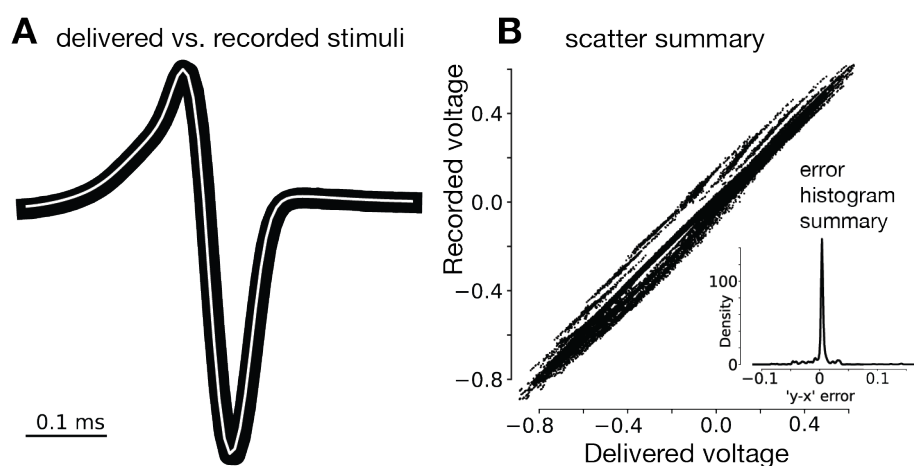 A delivered vs. recorded stimuli
0.1 ms
B scatter summary
Recorded voltage
0.4
0.0
−0.4
−0.8
−0.8 −0.4 0.0 0.4
Delivered voltage
error
histogram
summary
Density
100
0
−0.1 0 0.1
'y-x' error